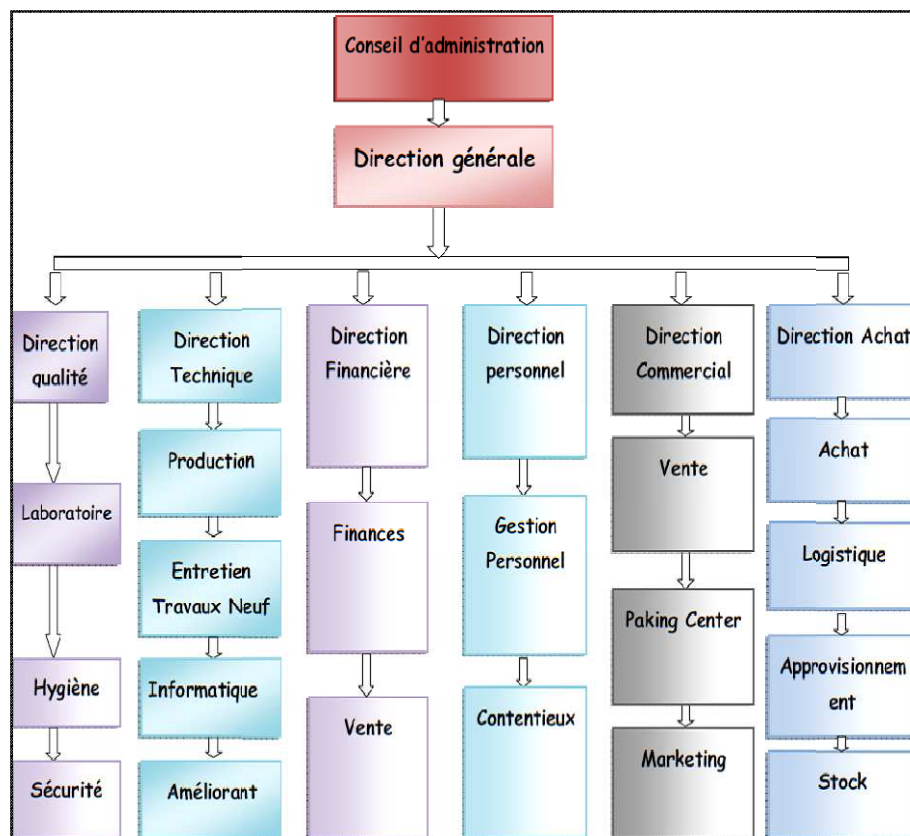 Conseil d'administration
Direction générale
Direction
qualité
Laboratoire
Hygiène
Sécurité
Direction
Technique
Production
Entretien
Travaux Neuf
Informatique
Améliorant
Direction
Financière
Finances
Vente
Direction
personnel
Gestion
Personnel
Contentieux
Direction
Commercial
Vente
Paking Center
Marketing
Direction Achat
Achat
Logistique
Approvisionnem
ent
Stock